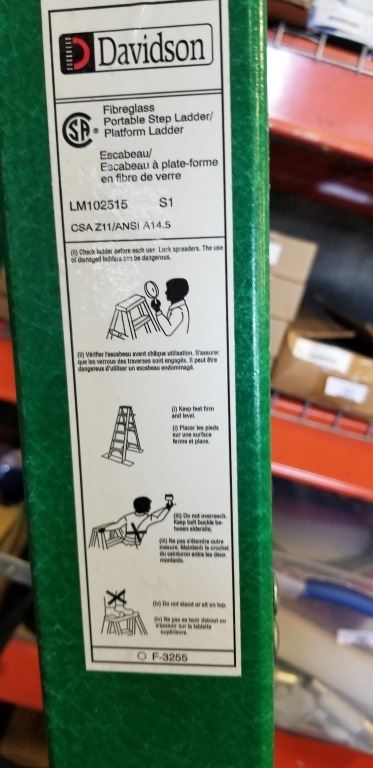 Davidson
Fibreglass
Portable Step Ladder/
Platform Ladder
SA ®
Escabeau/
Escabeau à plate-forme
en fibre de verre
LM102515 S1
CSA Z11/ANSI A14.5
(ii) Check ladder before each use. Lock spreaders. The use
of damaged ladders can be dangerous.
(ii) Vérifier l'escabeau avant chaque utilisation. S'assurer
que les verrous des traverses sont engagés. Il peut être
dangereux d'utiliser un escabeau endommagé.
(i) Keep feet firm
and level.
(i) Placer les pieds
sur une surface
ferme et plane.
(iii) Do not overreach.
Keep belt buckle be-
tween siderails.
(iii) Ne pas s'étendre outre
mesure. Maintenir le crochet
du ceinturon entre les deux
montants.
(iv) Do not stand or sit on top.
(iv) Ne pas se tenir debout ou
s'asseoir sur la tablette
supérieure.
F-3255